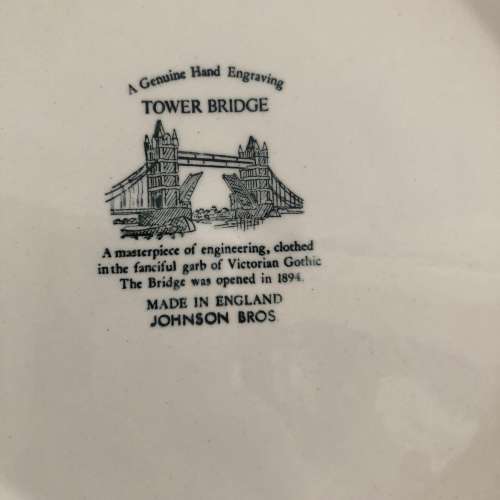 A Genuine Hand Engraving
TOWER BRIDGE
A masterpiece of engineering, clothed
in the fanciful garb of Victorian Gothic
The Bridge was opened in 1894.
MADE IN ENGLAND
JOHNSON BROS